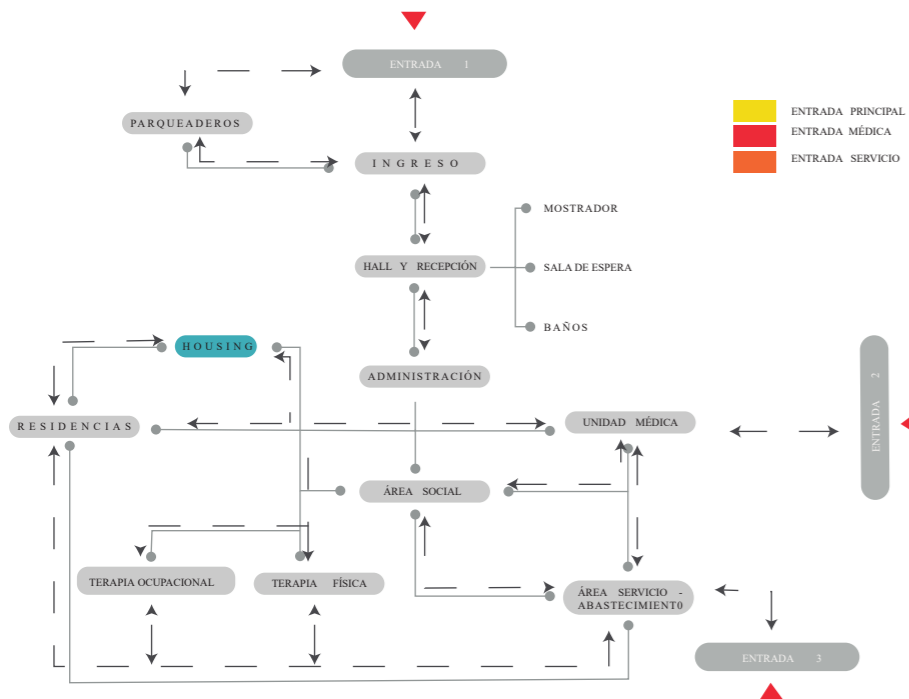 ENTRADA 1
PARQUEADEROS
ENTRADA PRINCIPAL
ENTRADA MÉDICA
ENTRADA SERVICIO
INGRESO
MOSTRADOR
HALL Y RECEPCIÓN
SALA DE ESPERA
BAÑOS
HOUSING
ADMINISTRACIÓN
ENTRADA 2
RESIDENCIAS
UNIDAD MÉDICA
ÁREA SOCIAL
TERAPIA OCUPACIONAL
TERAPIA FÍSICA
ÁREA SERVICIO -
ABASTECIMIENT0
ENTRADA 3